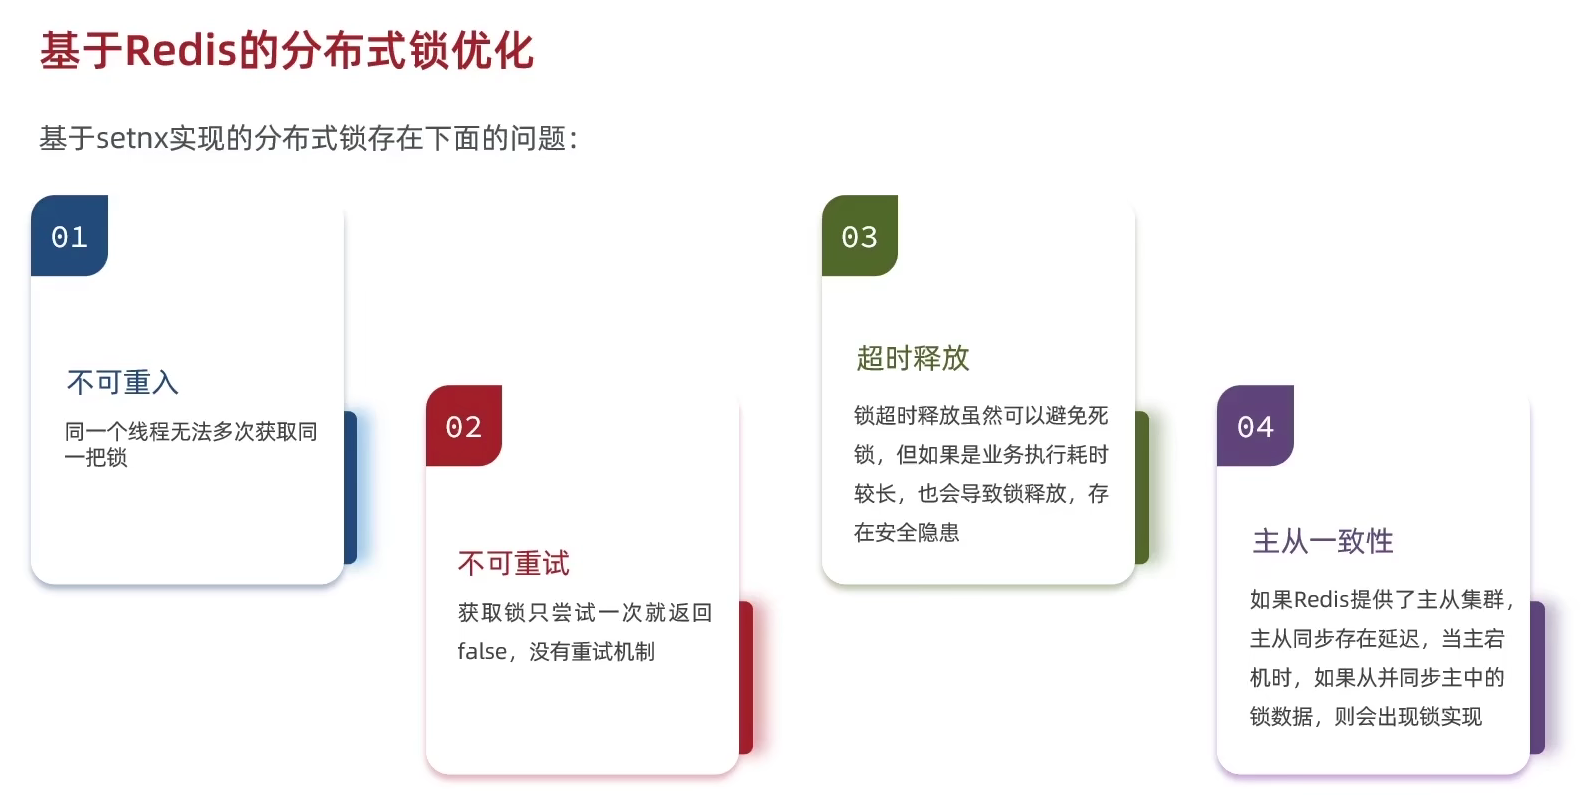 基于Redis的分布式锁优化
基于setnx实现的分布式锁存在下面的问题：
01
不可重入
同一个线程无法多次获取同
一把锁
02
不可重试
获取锁只尝试一次就返回
false，没有重试机制
03
超时释放
锁超时释放虽然可以避免死
锁，但如果是业务执行耗时
较长，也会导致锁释放，存
在安全隐患
04
主从一致性
如果Redis提供了主从集群，
主从同步存在延迟，当主宕
机时，如果从并同步主中的
锁数据，则会出现锁实现